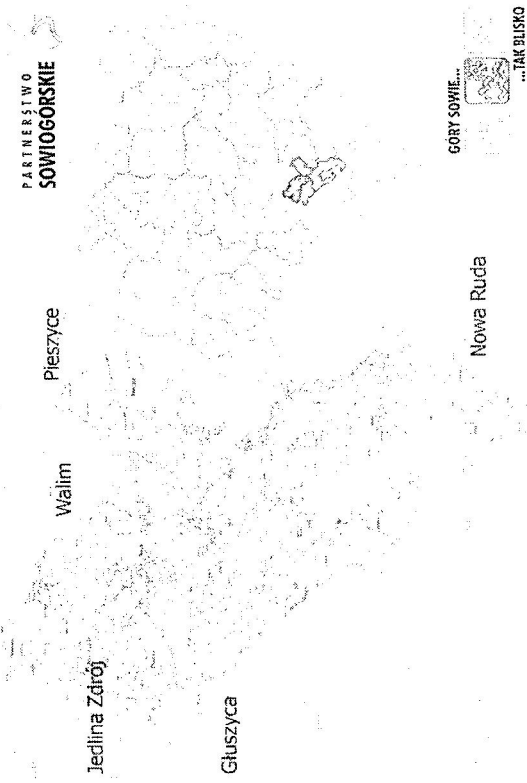 PARTNERSTWO
SOWIOGÓRSKIE
Pieszyce
Walim
Jedlina Zdrój
Głuszyca
Nowa Ruda
GÓRY SOWIE...
...TAK BLISKO